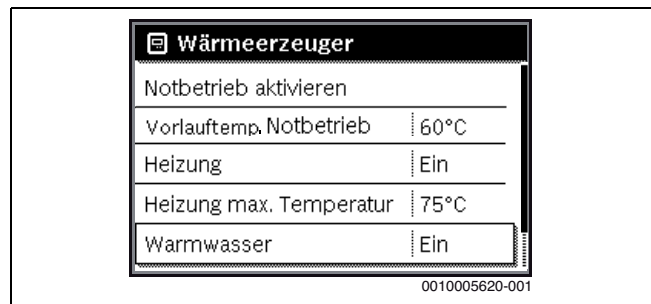 Wärmeerzeuger
Notbetrieb aktivieren
Vorlauftemp. Notbetrieb 60°C
Heizung Ein
Heizung max. Temperatur 75°C
Warmwasser Ein
0010005620-001